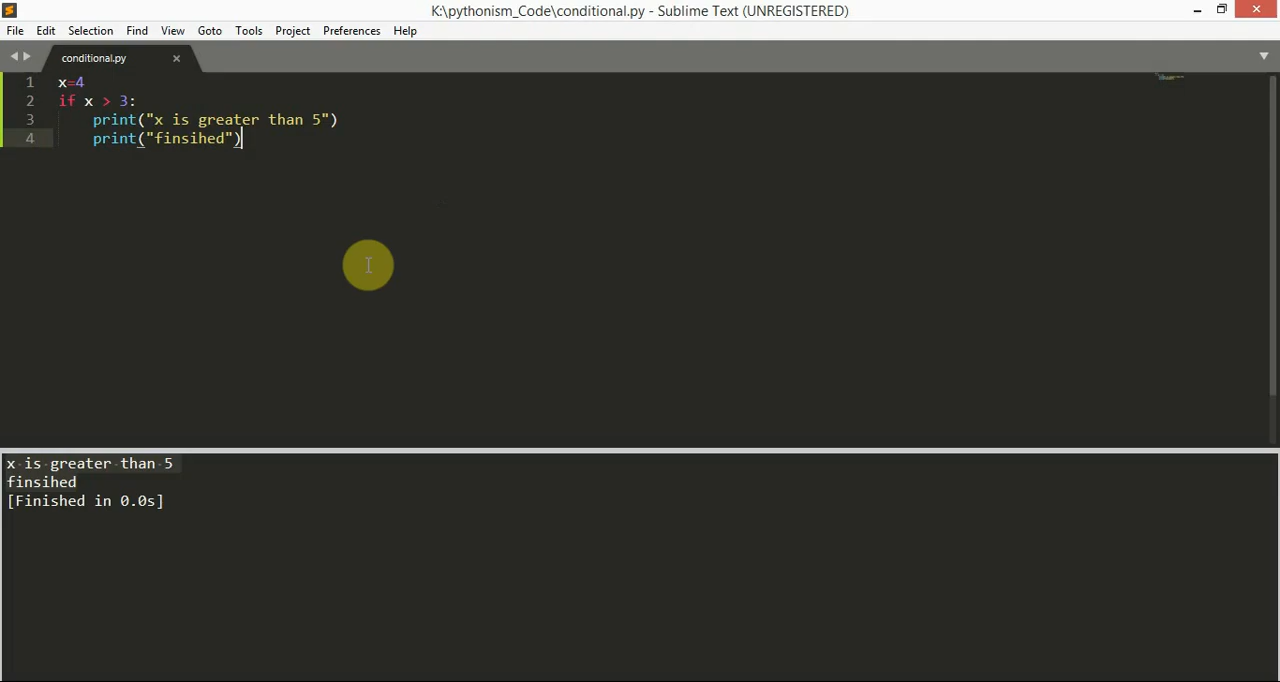 K:\pythonism_Code\conditional.py - Sublime Text (UNREGISTERED)
File Edit Selection Find View Goto Tools Project Preferences Help
conditional.py
1 x=4
2 if x > 3:
3     print("x is greater than 5")
4     print("finsihed")
x is greater than 5
finsihed
[Finished in 0.0s]